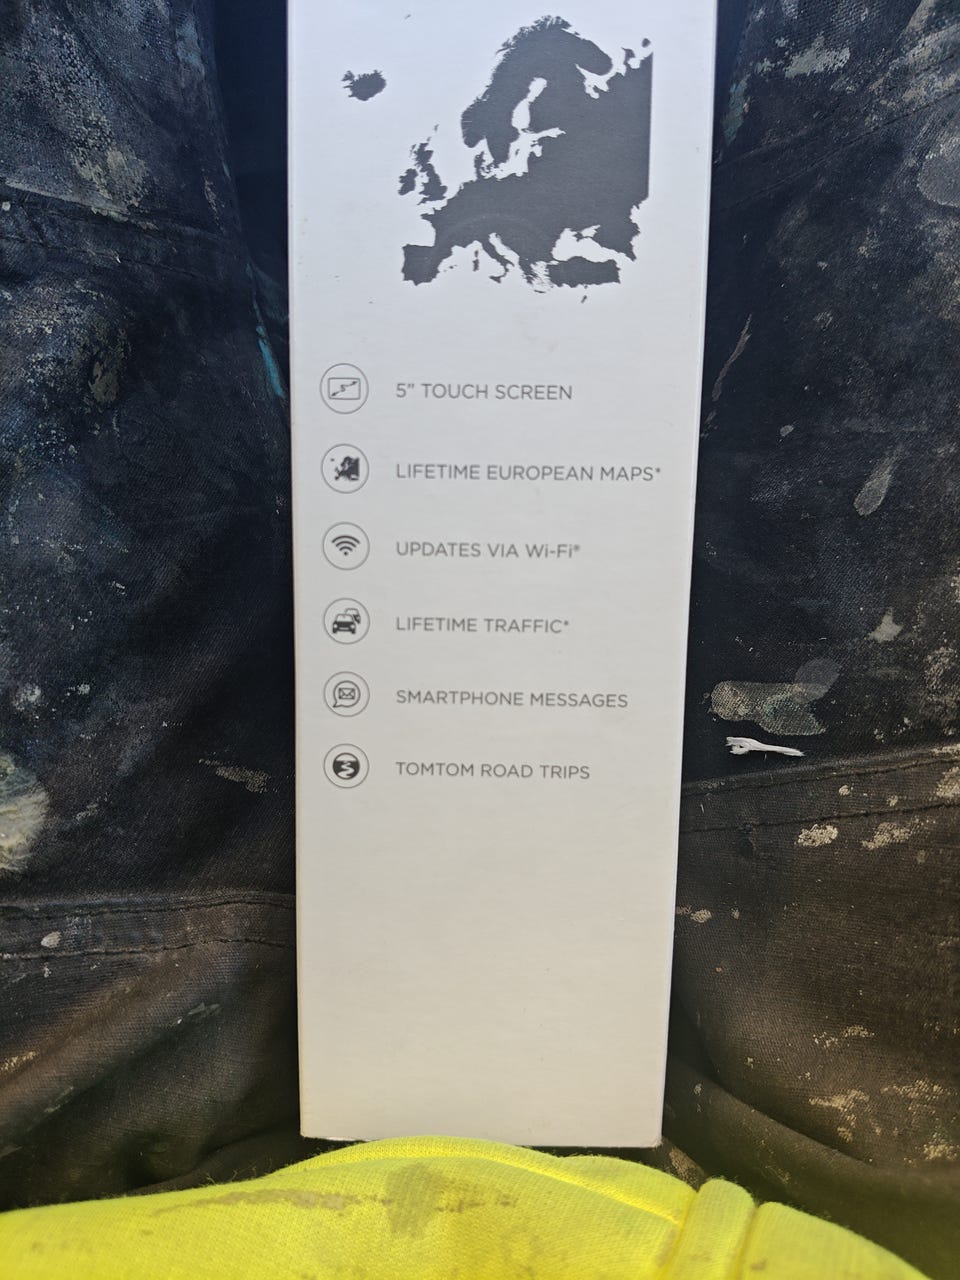 5" TOUCH SCREEN
LIFETIME EUROPEAN MAPS*
UPDATES VIA Wi-Fi®
LIFETIME TRAFFIC*
SMARTPHONE MESSAGES
TOMTOM ROAD TRIPS